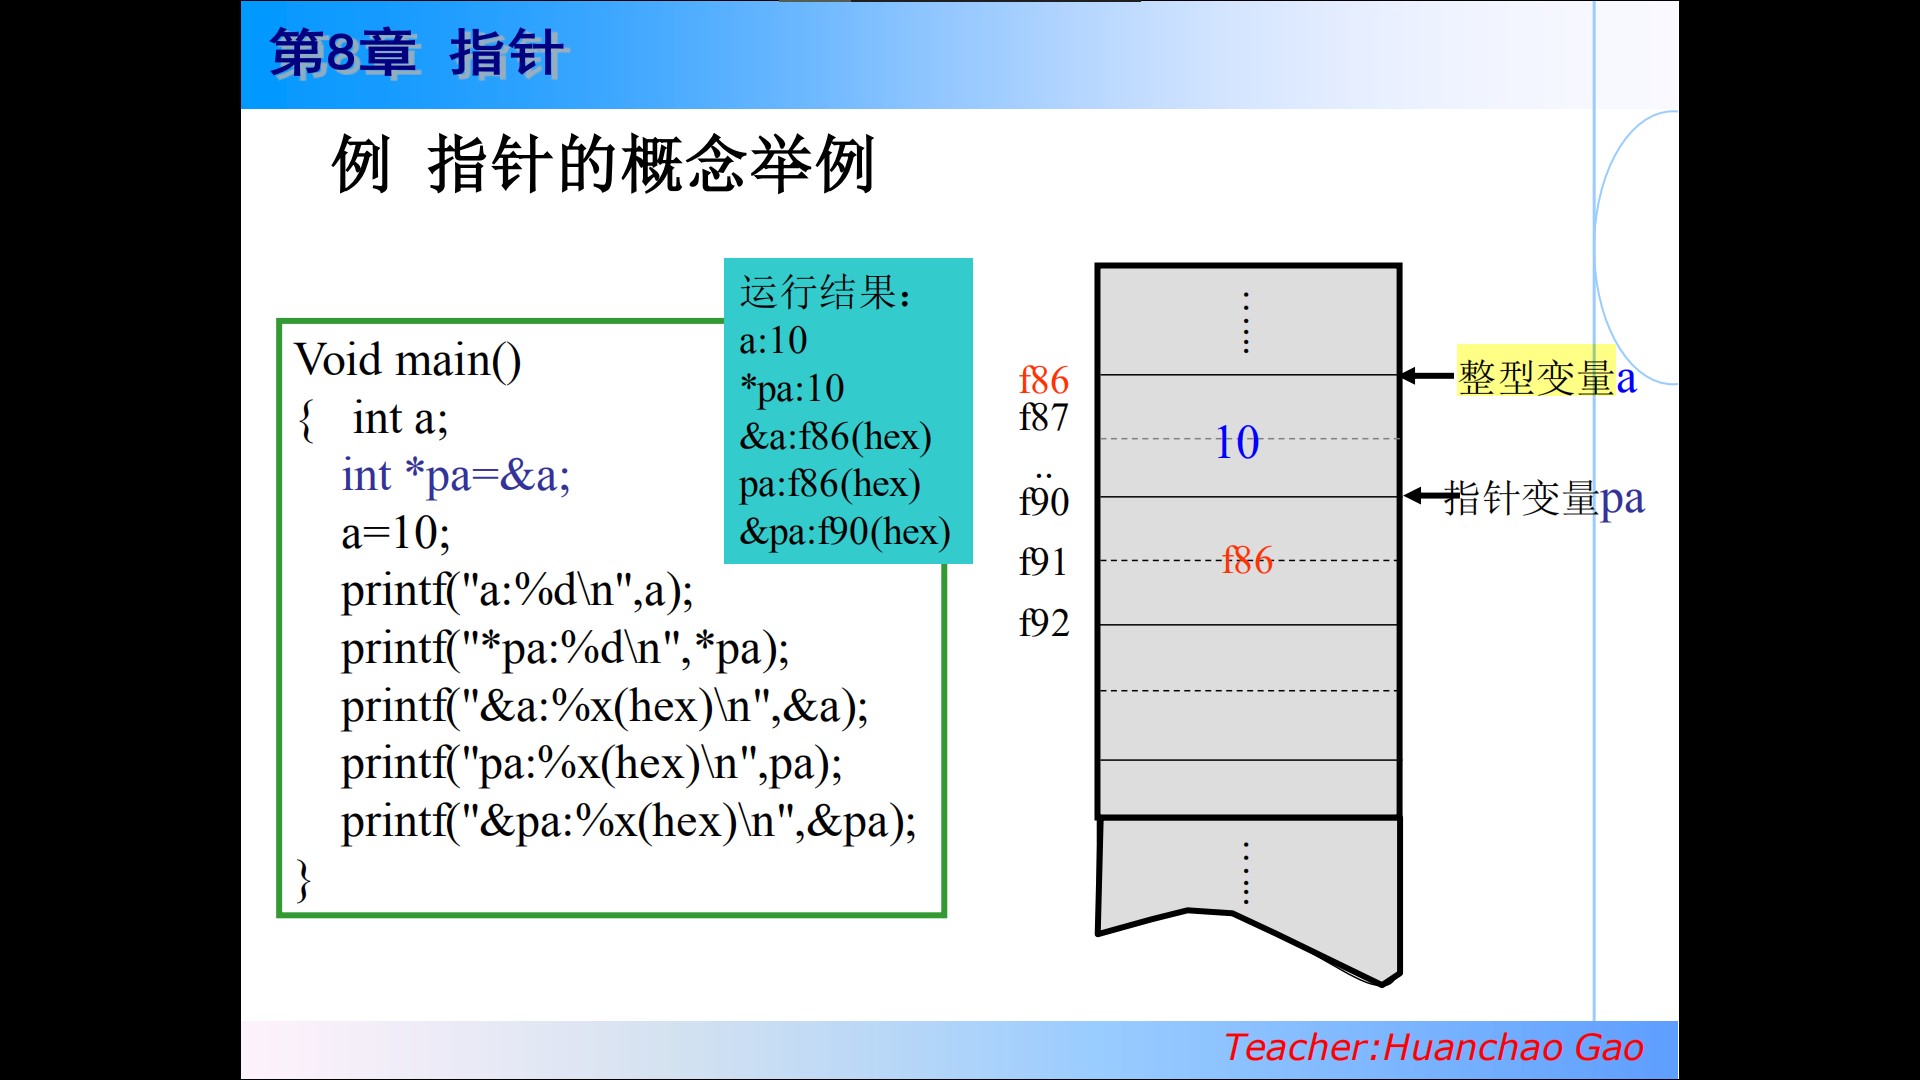 第8章 指针
例 指针的概念举例
运行结果：
a:10
*pa:10
&a:f86(hex)
pa:f86(hex)
&pa:f90(hex)
Void main()
{ int a;
int *pa=&a;
a=10;
printf("a:%d\n",a);
printf("*pa:%d\n",*pa);
printf("&a:%x(hex)\n",&a);
printf("pa:%x(hex)\n",pa);
printf("&pa:%x(hex)\n",&pa);
}
……
f86
整型变量a
f87
10
..
f90
指针变量pa
f91
f86
f92
……
Teacher:Huanchao Gao